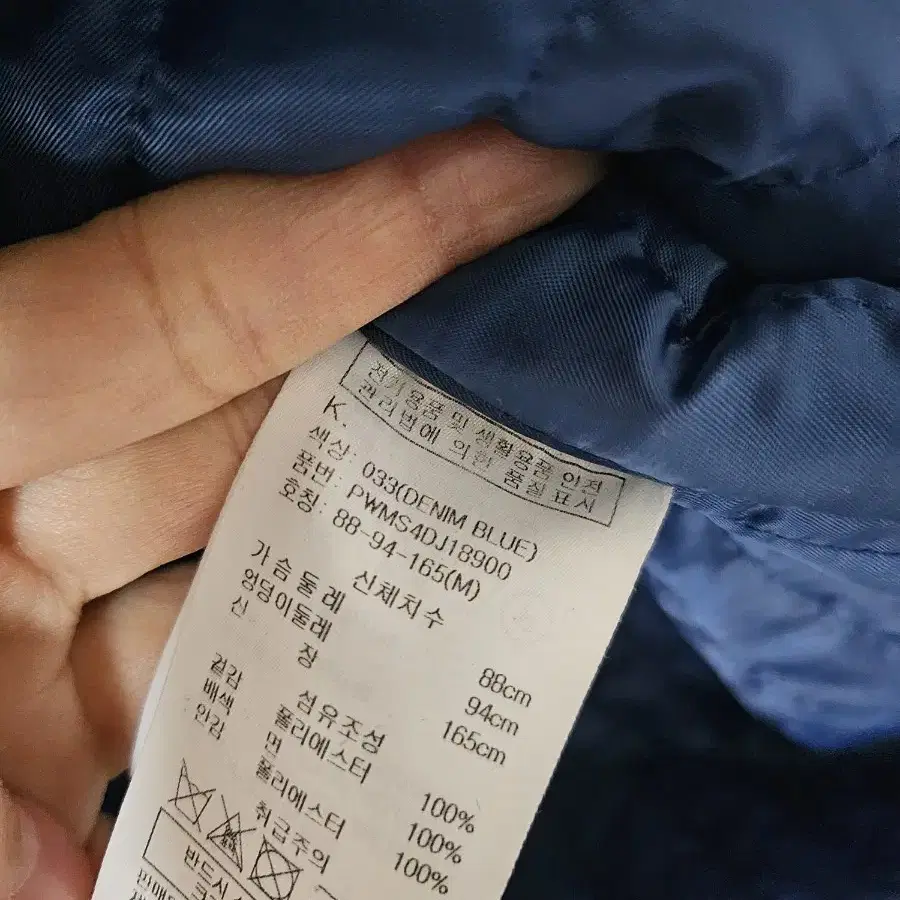 전기용품및 생활용품 안전
관리법에 의한 품질표시
K.
색상: 033(DENIM BLUE)
품번: PWMS4DJ18900
호칭: 88-94-165(M)
신체치수
가슴둘레 88cm
엉덩이둘레 94cm
신 장 165cm
섬유조성
겉감 폴리에스터 100%
배색 면 100%
안감 폴리에스터 100%
취급주의
반드시